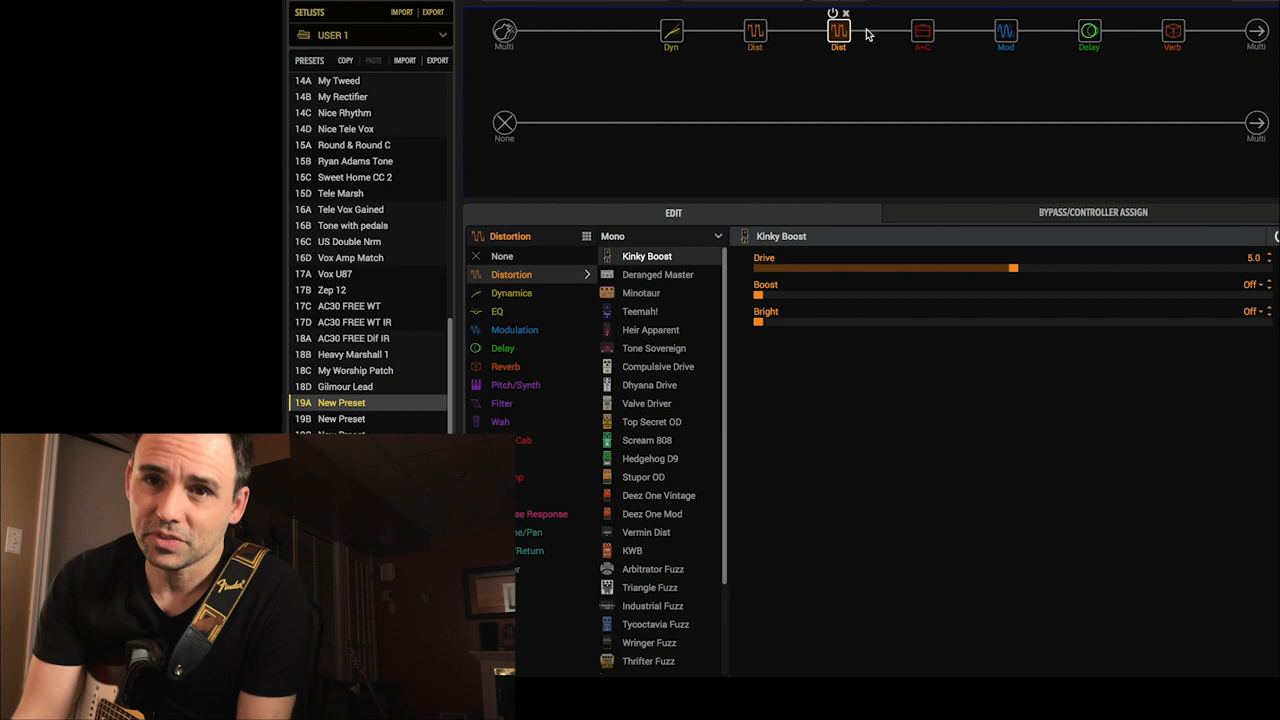 SETLISTS IMPORT EXPORT
USER 1
PRESETS COPY PASTE IMPORT EXPORT
14A My Tweed
14B My Rectifier
14C Nice Rhythm
14D Nice Tele Vox
15A Round & Round C
15B Ryan Adams Tone
15C Sweet Home CC 2
15D Tele Marsh
16A Tele Vox Gained
16B Tone with pedals
16C US Double Nrm
16D Vox Amp Match
17A Vox U87
17B Zep 12
17C AC30 FREE WT
17D AC30 FREE WT IR
18A AC30 FREE Dif IR
18B Heavy Marshall 1
18C My Worship Patch
18D Gilmour Lead
19A New Preset
19B New Preset
Multi Dyn Dist Dist A+C Mod Delay Verb Multi
None Multi
EDIT BYPASS/CONTROLLER ASSIGN
Distortion Mono Kinky Boost
None
Distortion
Dynamics
EQ
Modulation
Delay
Reverb
Pitch/Synth
Filter
Wah
Cab
mp
se Response
e/Pan
/Return
er
Kinky Boost
Deranged Master
Minotaur
Teemah!
Heir Apparent
Tone Sovereign
Compulsive Drive
Dhyana Drive
Valve Driver
Top Secret OD
Scream 808
Hedgehog D9
Stupor OD
Deez One Vintage
Deez One Mod
Vermin Dist
KWB
Arbitrator Fuzz
Triangle Fuzz
Industrial Fuzz
Tycoctavia Fuzz
Wringer Fuzz
Thrifter Fuzz
Drive 5.0
Boost Off
Bright Off
Fender